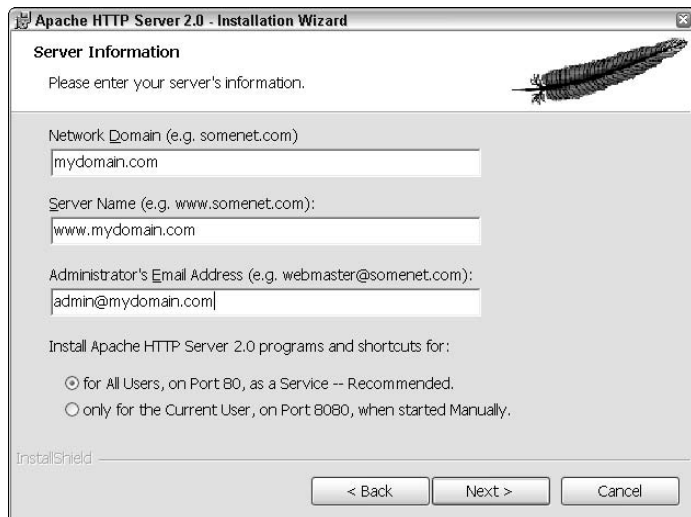 Apache HTTP Server 2.0 - Installation Wizard
Server Information
Please enter your server's information.
Network Domain (e.g. somenet.com)
mydomain.com
Server Name (e.g. www.somenet.com):
www.mydomain.com
Administrator's Email Address (e.g. webmaster@somenet.com):
admin@mydomain.com
Install Apache HTTP Server 2.0 programs and shortcuts for:
for All Users, on Port 80, as a Service -- Recommended.
only for the Current User, on Port 8080, when started Manually.
InstallShield
< Back Next > Cancel